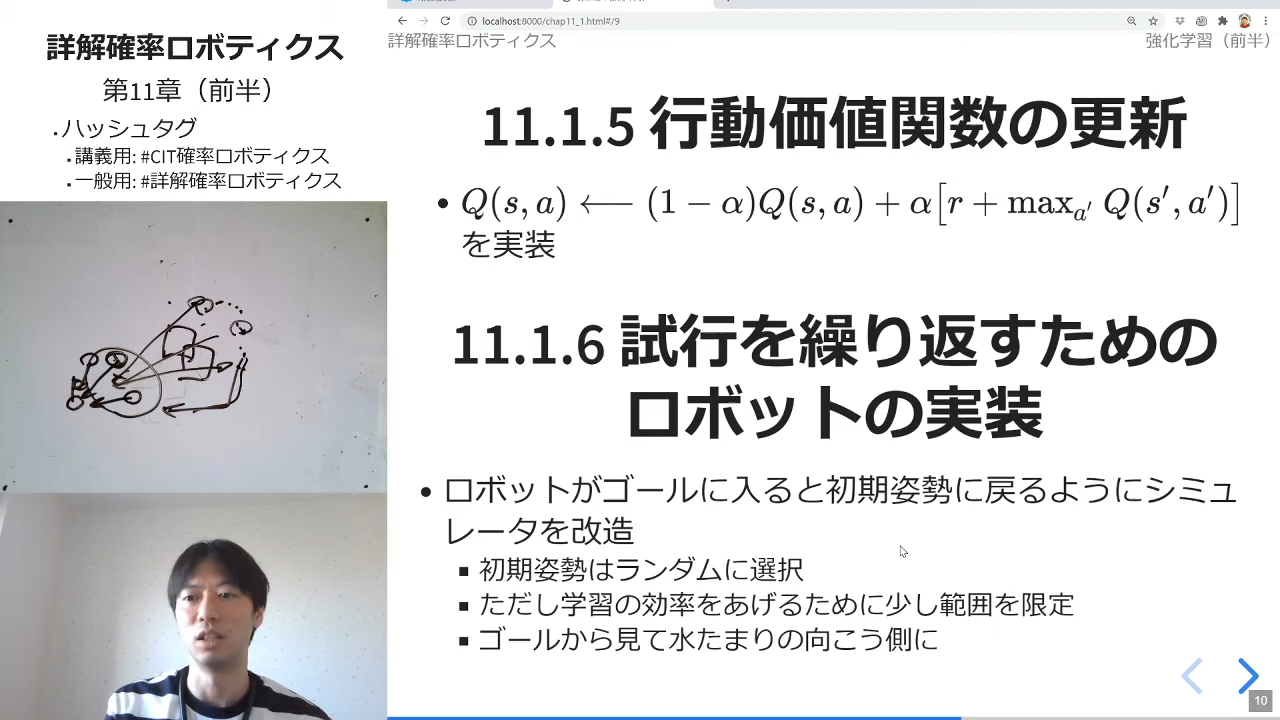 詳解確率ロボティクス
第11章（前半）
ハッシュタグ
講義用: #CIT確率ロボティクス
一般用: #詳解確率ロボティクス
localhost:8000/chap11_1.html#/9
詳解確率ロボティクス
強化学習（前半）
11.1.5 行動価値関数の更新
Q(s, a) ⟵ (1 − α)Q(s, a) + α[r + max_{a'} Q(s', a')]
を実装
11.1.6 試行を繰り返すための
ロボットの実装
ロボットがゴールに入ると初期姿勢に戻るようにシミュ
レータを改造
初期姿勢はランダムに選択
ただし学習の効率をあげるために少し範囲を限定
ゴールから見て水たまりの向こう側に
10